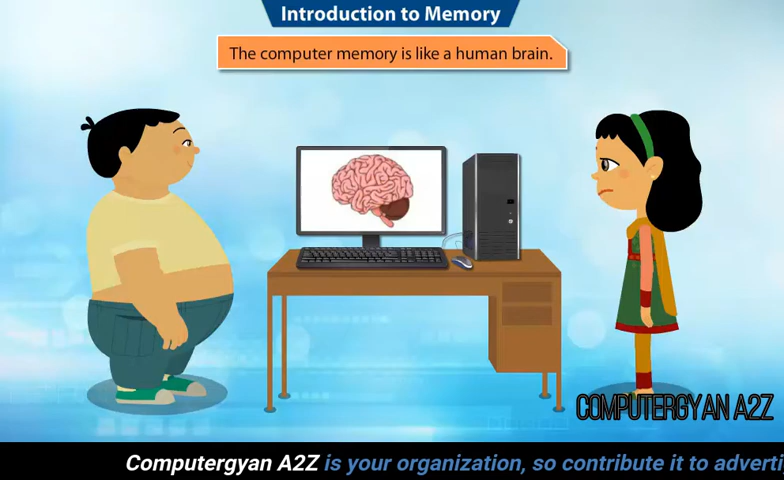 Introduction to Memory
The computer memory is like a human brain.
COMPUTERGYAN A2Z
Computergyan A2Z is your organization, so contribute it to adverti